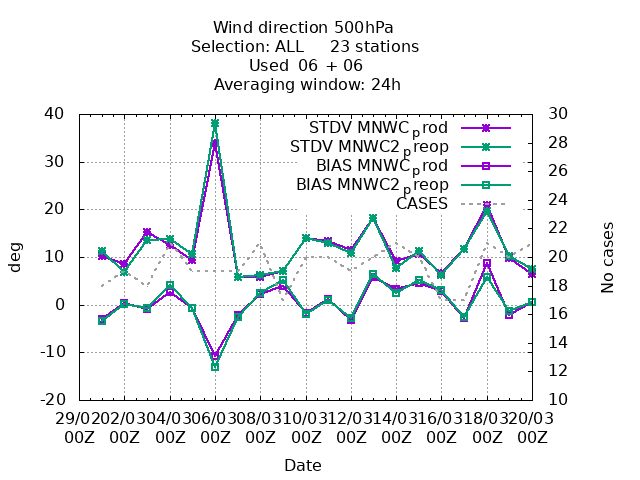 Wind direction 500hPa
Selection: ALL 23 stations
Used 06 + 06
Averaging window: 24h
STDV MNWC_prod
STDV MNWC2_preop
BIAS MNWC_prod
BIAS MNWC2_preop
CASES
deg
40
30
20
10
0
-10
-20
No cases
30
28
26
24
22
20
18
16
14
12
10
29/02 02/03 04/03 06/03 08/03 10/03 12/03 14/03 16/03 18/03 20/03
00Z 00Z 00Z 00Z 00Z 00Z 00Z 00Z 00Z 00Z 00Z
Date